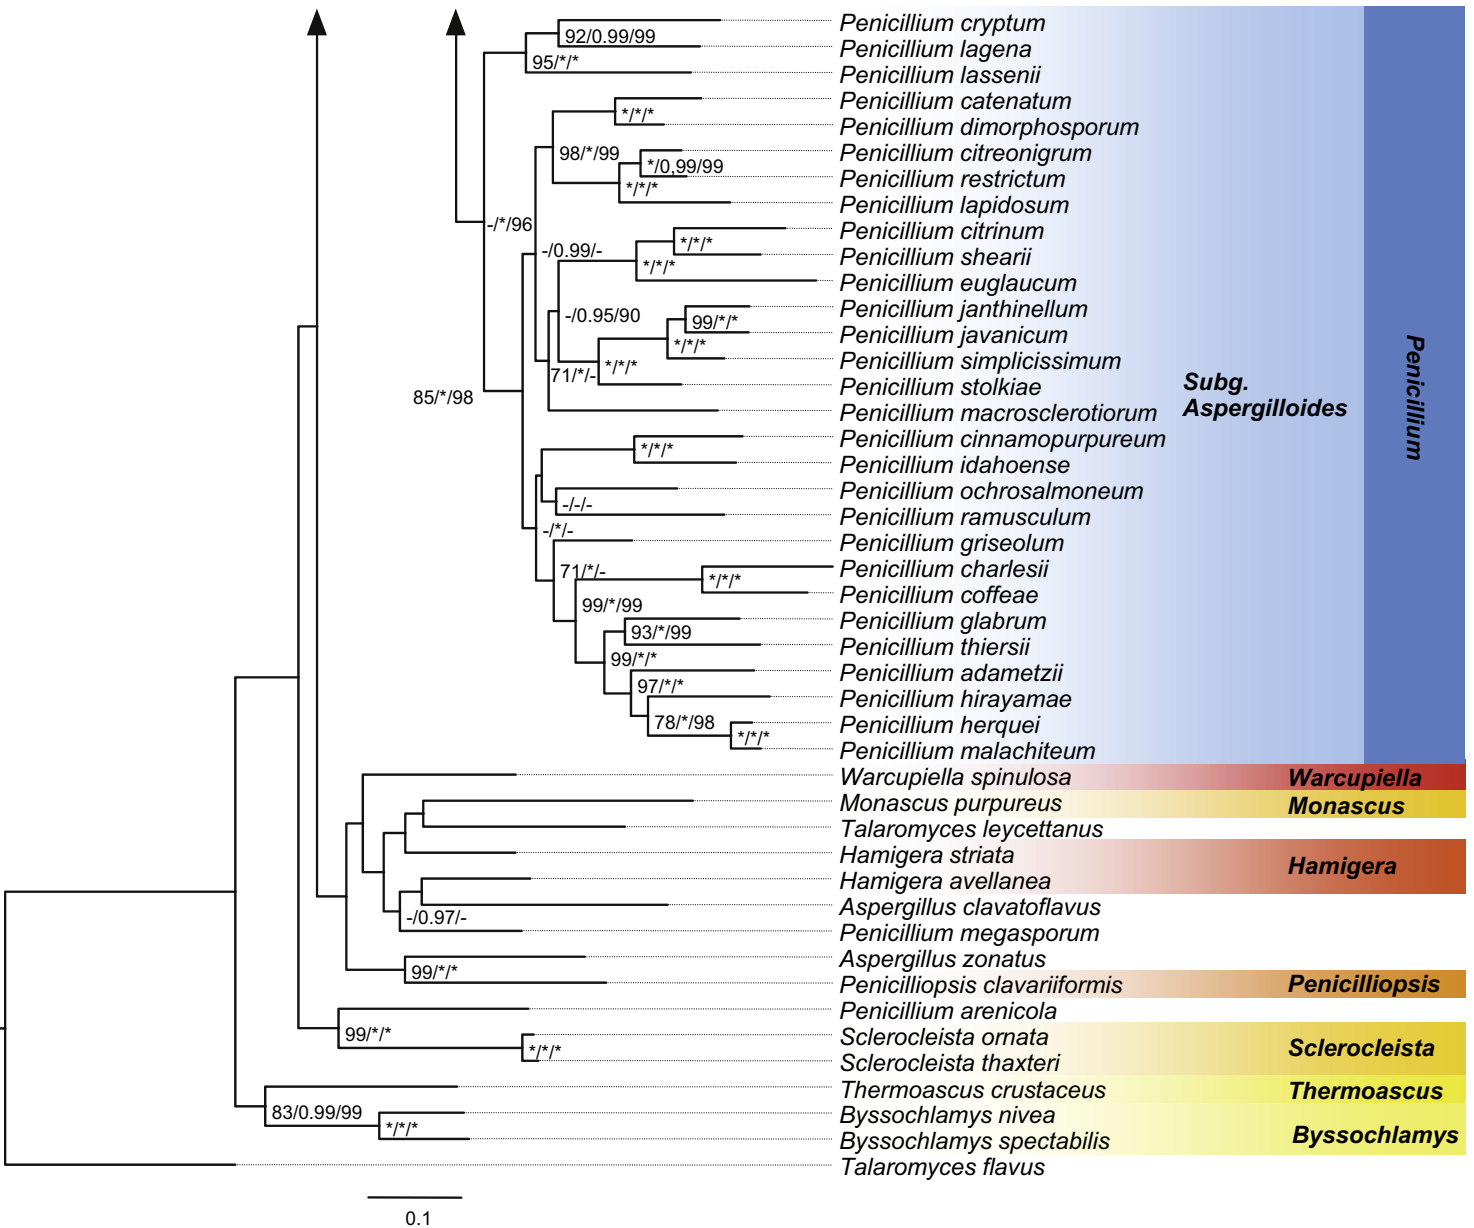 Penicillium cryptum
92/0.99/99
Penicillium lagena
95/*/*
Penicillium lassenii
Penicillium catenatum
*/*/*
Penicillium dimorphosporum
98/*/99
Penicillium citreonigrum
*/0,99/99
Penicillium restrictum
*/*/*
Penicillium lapidosum
-/*/96
Penicillium citrinum
*/*/*
-/0.99/-
Penicillium shearii
*/*/*
Penicillium euglaucum
Penicillium janthinellum
-/0.95/90
99/*/*
Penicillium javanicum
*/*/*
Penicillium simplicissimum
*/*/*
71/*/-
Penicillium stolkiae
85/*/98
Penicillium macrosclerotiorum
Subg.
Aspergilloides
Penicillium
Penicillium cinnamopurpureum
*/*/*
Penicillium idahoense
Penicillium ochrosalmoneum
-/-/-
Penicillium ramusculum
-/*/-
Penicillium griseolum
71/*/-
Penicillium charlesii
*/*/*
Penicillium coffeae
99/*/99
Penicillium glabrum
93/*/99
Penicillium thiersii
99/*/*
Penicillium adametzii
97/*/*
Penicillium hirayamae
78/*/98
Penicillium herquei
*/*/*
Penicillium malachiteum
Warcupiella spinulosa
Warcupiella
Monascus purpureus
Monascus
Talaromyces leycettanus
Hamigera striata
Hamigera
Hamigera avellanea
Aspergillus clavatoflavus
-/0.97/-
Penicillium megasporum
Aspergillus zonatus
99/*/*
Penicilliopsis clavariiformis
Penicilliopsis
Penicillium arenicola
99/*/*
Sclerocleista ornata
*/*/*
Sclerocleista
Sclerocleista thaxteri
Thermoascus crustaceus
Thermoascus
83/0.99/99
Byssochlamys nivea
*/*/*
Byssochlamys
Byssochlamys spectabilis
Talaromyces flavus
0.1